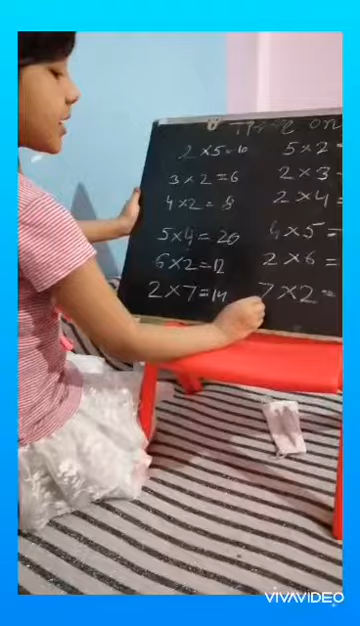 on
2 × 5 = 10 5 × 2 =
3 × 2 = 6 2 × 3 =
4 × 2 = 8 2 × 4 =
5 × 4 = 20 4 × 5 =
6 × 2 = 12 2 × 6 =
2 × 7 = 14 7 × 2 =
VIVAVIDEO